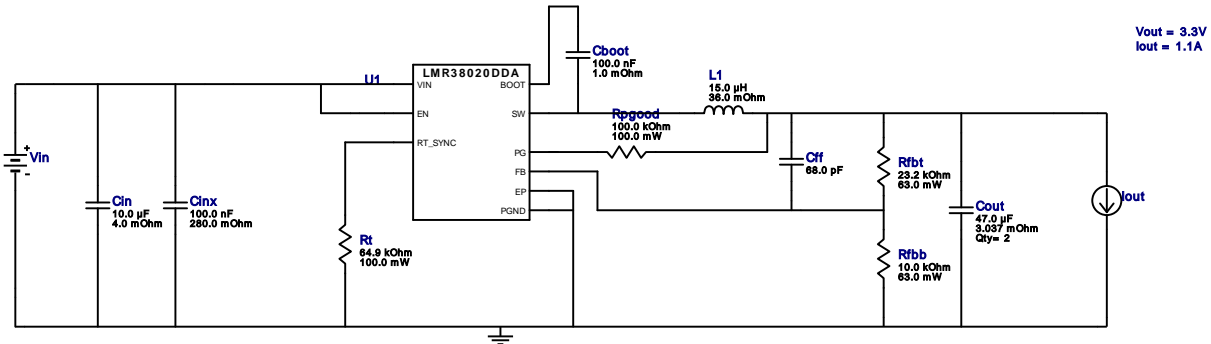 Vout = 3.3V
Iout = 1.1A
Cboot
100.0 nF
1.0 mOhm
U1
LMR38020DDA
VIN
BOOT
EN
SW
RT_SYNC
PG
FB
EP
PGND
L1
15.0 µH
36.0 mOhm
Rpgood
100.0 kOhm
100.0 mW
+
Vin
-
Cin
10.0 µF
4.0 mOhm
Cinx
100.0 nF
280.0 mOhm
Rt
64.9 kOhm
100.0 mW
Cff
68.0 pF
Rfbt
23.2 kOhm
63.0 mW
Rfbb
10.0 kOhm
63.0 mW
Cout
47.0 µF
3.037 mOhm
Qty= 2
Iout